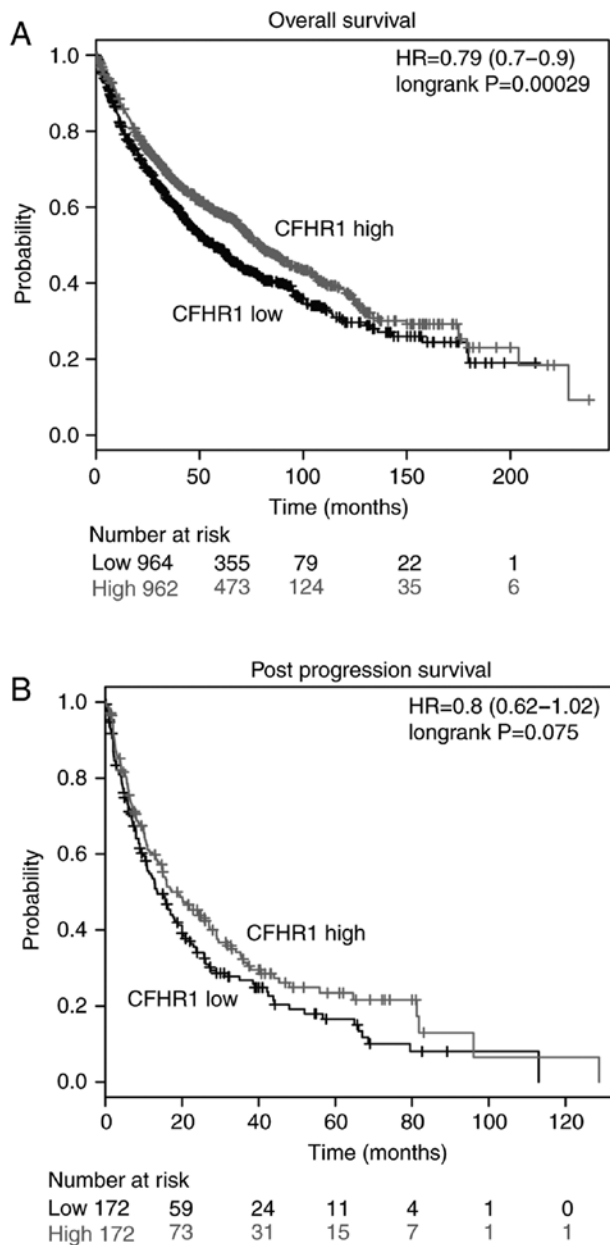 A
Overall survival
HR=0.79 (0.7–0.9)
longrank P=0.00029
1.0
0.8
0.6
0.4
0.2
0.0
Probability
CFHR1 high
CFHR1 low
0 50 100 150 200
Time (months)
Number at risk
Low 964 355 79 22 1
High 962 473 124 35 6
B
Post progression survival
HR=0.8 (0.62–1.02)
longrank P=0.075
1.0
0.8
0.6
0.4
0.2
0.0
Probability
CFHR1 high
CFHR1 low
0 20 40 60 80 100 120
Time (months)
Number at risk
Low 172 59 24 11 4 1 0
High 172 73 31 15 7 1 1